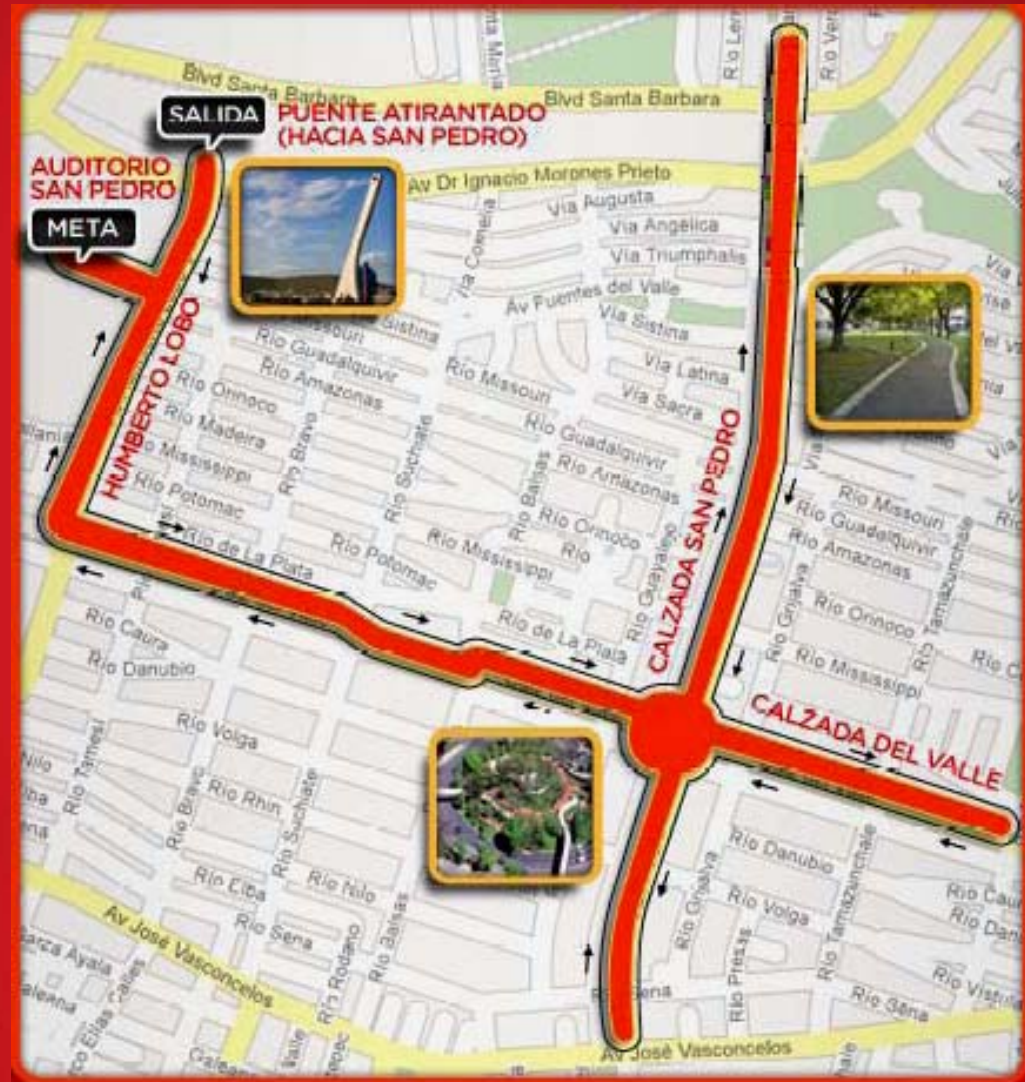 Blvd Santa Barbara
Blvd Santa Barbara
SALIDA
PUENTE ATIRANTADO
(HACIA SAN PEDRO)
AUDITORIO
SAN PEDRO
META
Av Dr Ignacio Morones Prieto
Via Augusta
Via Angelica
Via Triumphalis
Av Fuentes del Valle
Via Sistina
Via Latina
Via Sacra
HUMBERTO LOBO
Rio Guadalquivir
Rio Amazonas
Rio Missouri
Rio Orinoco
Rio Madeira
Rio Mississippi
Rio Potomac
Rio Bravo
Rio Suchiate
Rio Balsas
Rio Guadalquivir
Rio Amazonas
Rio Orinoco
Rio
Rio de La Plata
Rio Potomac
Rio Mississippi
Rio de La Plata
CALZADA SAN PEDRO
Rio Missouri
Rio Guadalquivir
Rio Amazonas
Rio Grijalva
Rio Orinoco
Rio Tamazunchale
Rio Mississippi
CALZADA DEL VALLE
Rio Caura
Rio Danubio
Rio Volga
Nilo
Rio Tamesi
Rio Bravo
Rio Rhin
Rio Suchiate
Rio Elba
Rio Nilo
Rio Sena
Rio Rodano
Rio Balsas
Rio Grijalva
Rio Danubio
Rio Volga
Rio Presas
Rio Tamazunchale
Rio Sena
Rio Sena
Av José Vasconcelos
Av José Vasconcelos